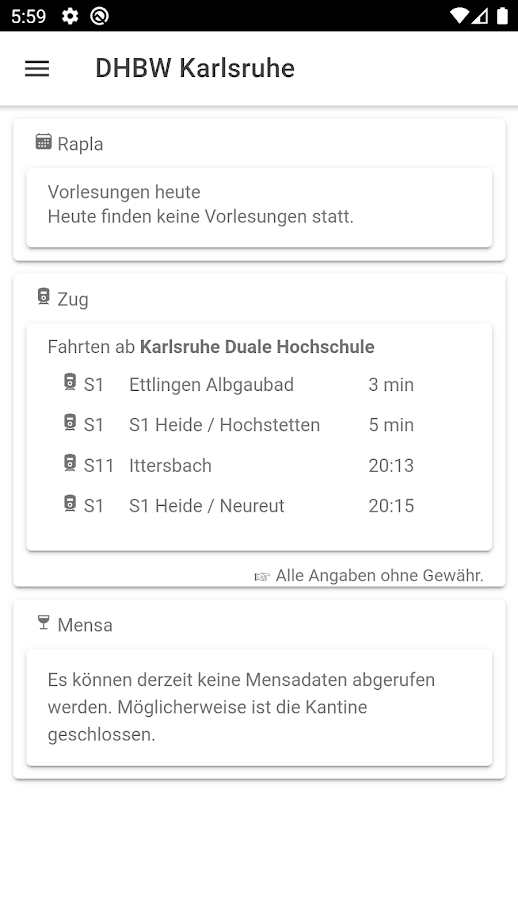 5:59
DHBW Karlsruhe
Rapla
Vorlesungen heute
Heute finden keine Vorlesungen statt.
Zug
Fahrten ab Karlsruhe Duale Hochschule
S1 Ettlingen Albgaubad 3 min
S1 S1 Heide / Hochstetten 5 min
S11 Ittersbach 20:13
S1 S1 Heide / Neureut 20:15
☞ Alle Angaben ohne Gewähr.
Mensa
Es können derzeit keine Mensadaten abgerufen
werden. Möglicherweise ist die Kantine
geschlossen.